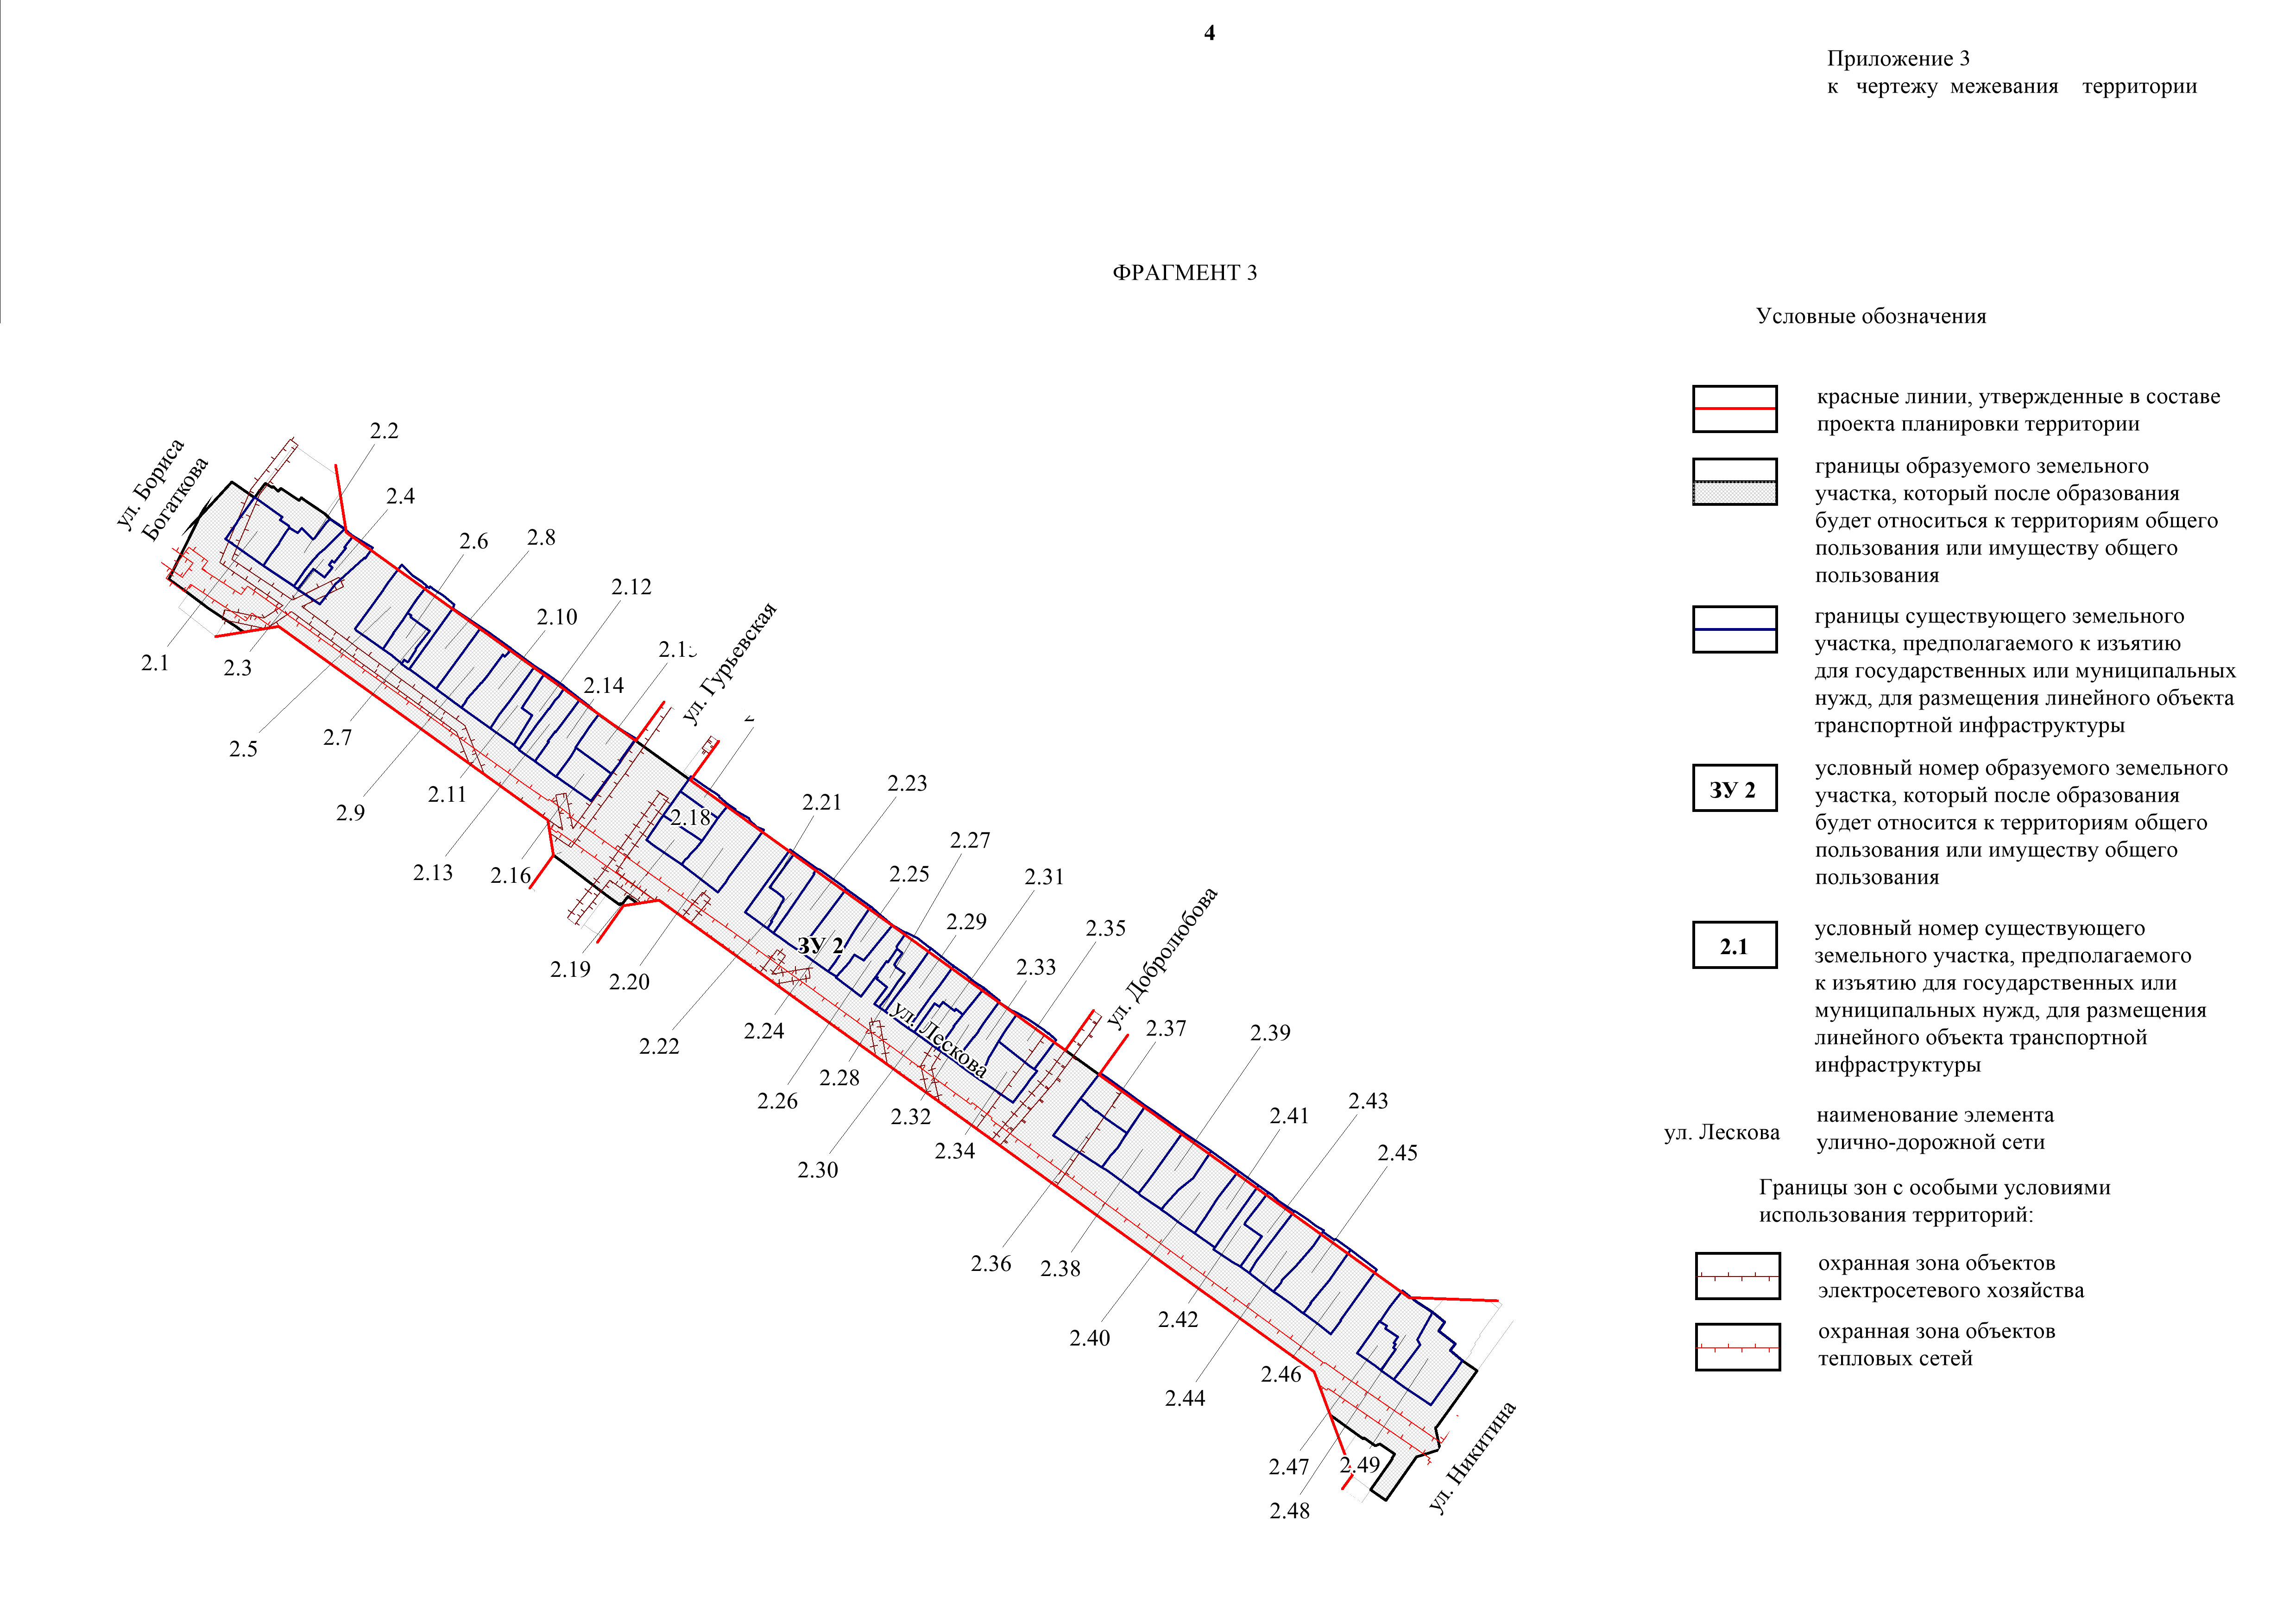 4
Приложение 3
к чертежу межевания территории
ФРАГМЕНТ 3
Условные обозначения
красные линии, утвержденные в составе
проекта планировки территории
границы образуемого земельного
участка, который после образования
будет относиться к территориям общего
пользования или имуществу общего
пользования
границы существующего земельного
участка, предполагаемого к изъятию
для государственных или муниципальных
нужд, для размещения линейного объекта
транспортной инфраструктуры
ЗУ 2
условный номер образуемого земельного
участка, который после образования
будет относится к территориям общего
пользования или имуществу общего
пользования
2.1
условный номер существующего
земельного участка, предполагаемого
к изъятию для государственных или
муниципальных нужд, для размещения
линейного объекта транспортной
инфраструктуры
ул. Лескова
наименование элемента
улично-дорожной сети
Границы зон с особыми условиями
использования территорий:
охранная зона объектов
электросетевого хозяйства
охранная зона объектов
тепловых сетей
ул. Бориса
Богаткова
2.2
2.4
2.6
2.8
2.12
2.10
2.14
ул. Гурьевская
2.1
2.3
2.5
2.7
2.9
2.11
2.13
2.16
2.18
2.19
2.20
2.21
2.23
2.27
2.25
2.31
2.29
2.35
2.33
ЗУ 2
ул. Лескова
ул. Добролюбова
2.22
2.24
2.26
2.28
2.30
2.32
2.34
2.37
2.39
2.41
2.43
2.45
2.36
2.38
2.40
2.42
2.44
2.46
2.47
2.49
2.48
ул. Никитина